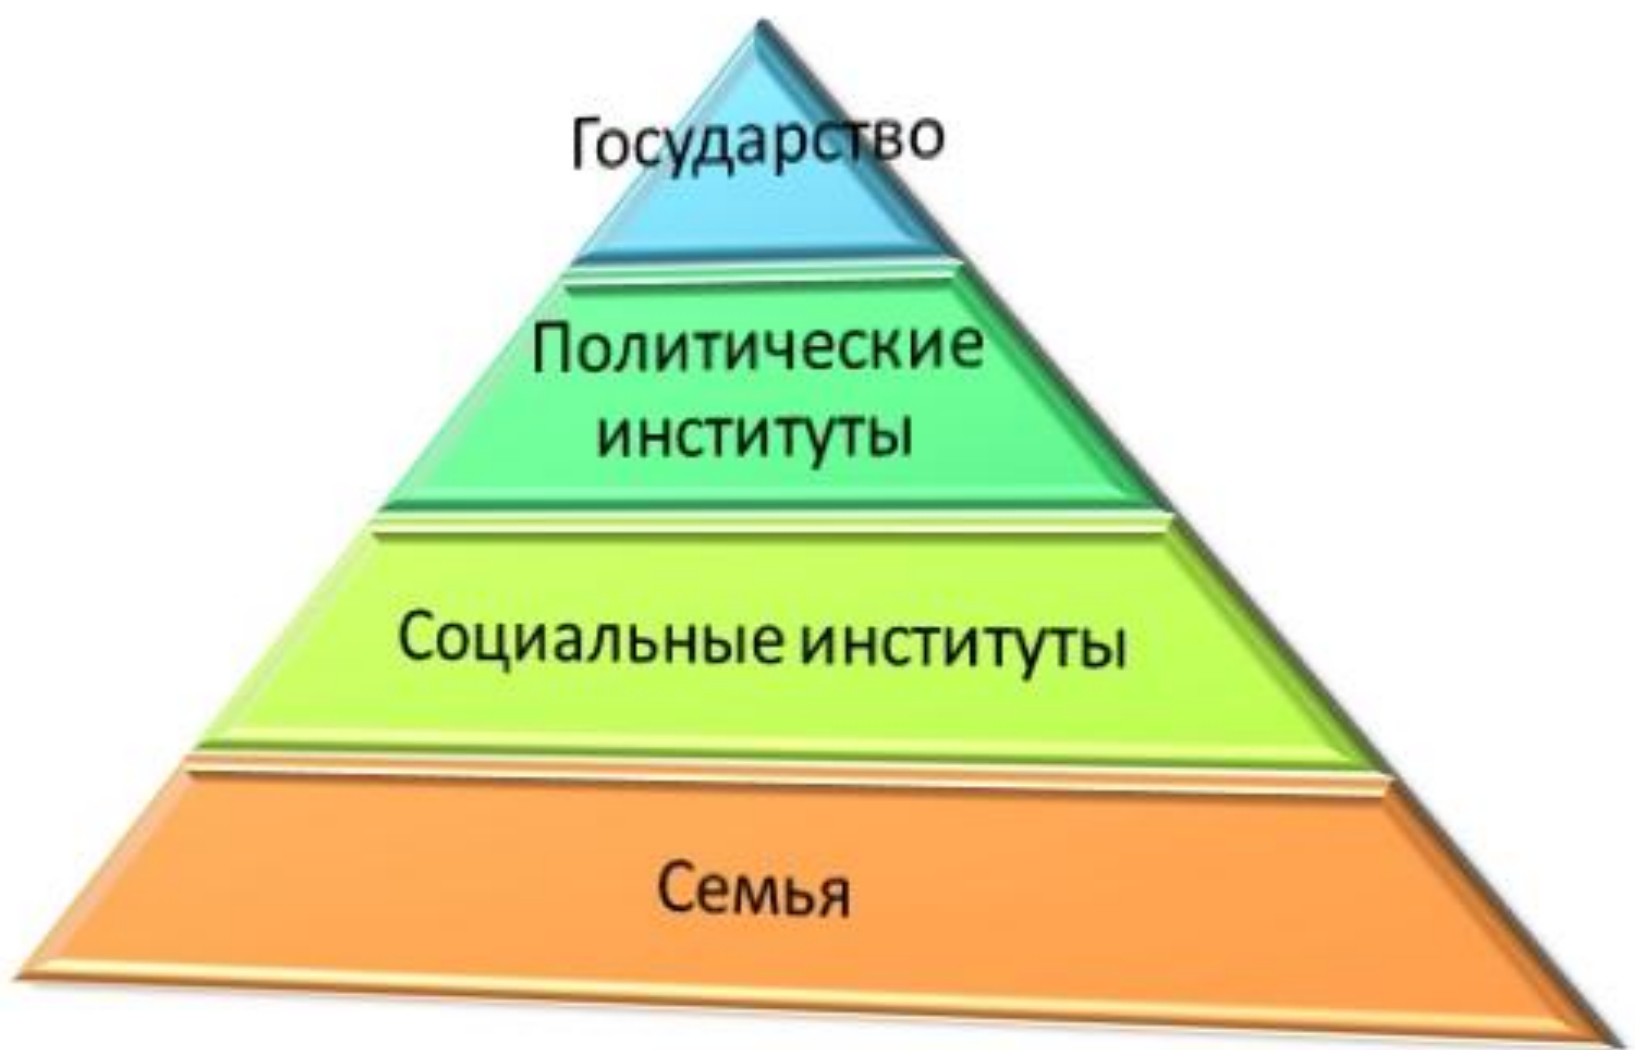 Государство
Политические
институты
Социальные институты
Семья